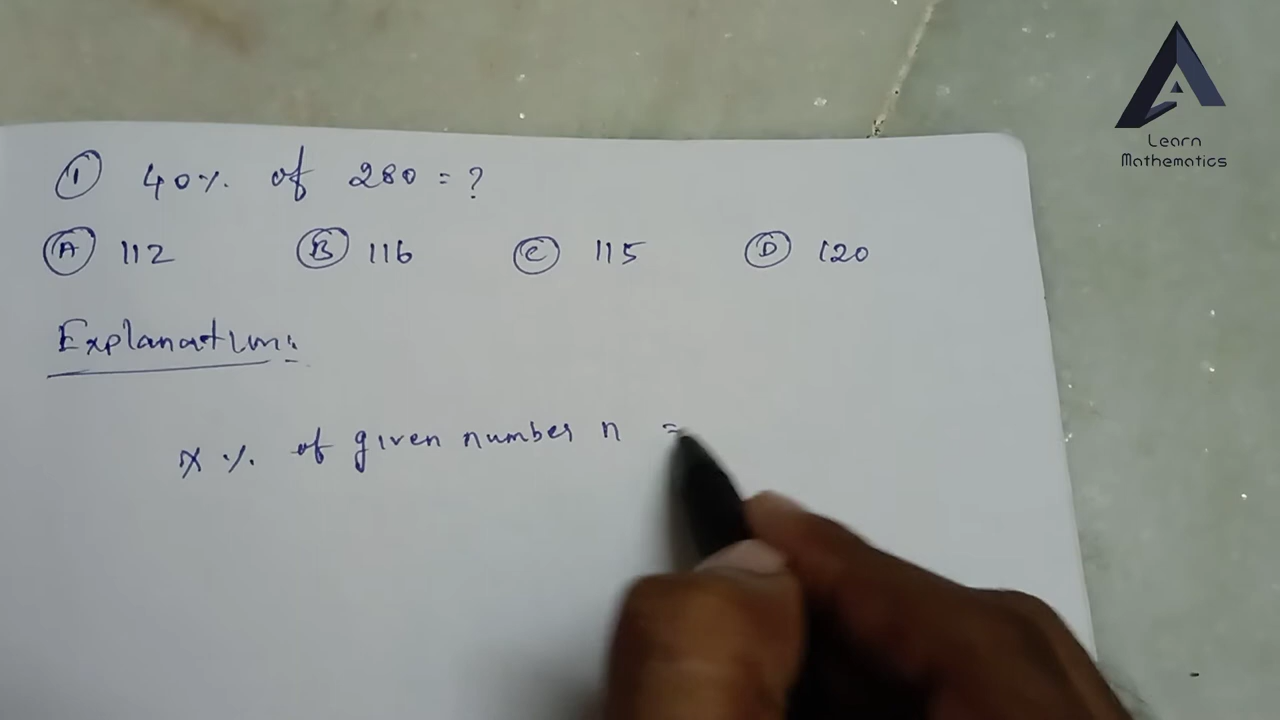 ① 40% of 280 = ?
Ⓐ 112 Ⓑ 116 Ⓒ 115 Ⓓ 120
Explanation:
x % of given number n =
Learn
Mathematics